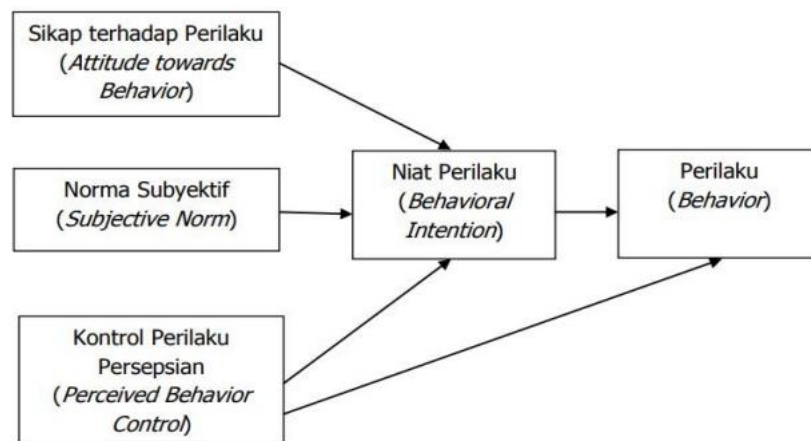 Sikap terhadap Perilaku
(Attitude towards
Behavior)
Norma Subyektif
(Subjective Norm)
Kontrol Perilaku
Persepsian
(Perceived Behavior
Control)
Niat Perilaku
(Behavioral
Intention)
Perilaku
(Behavior)